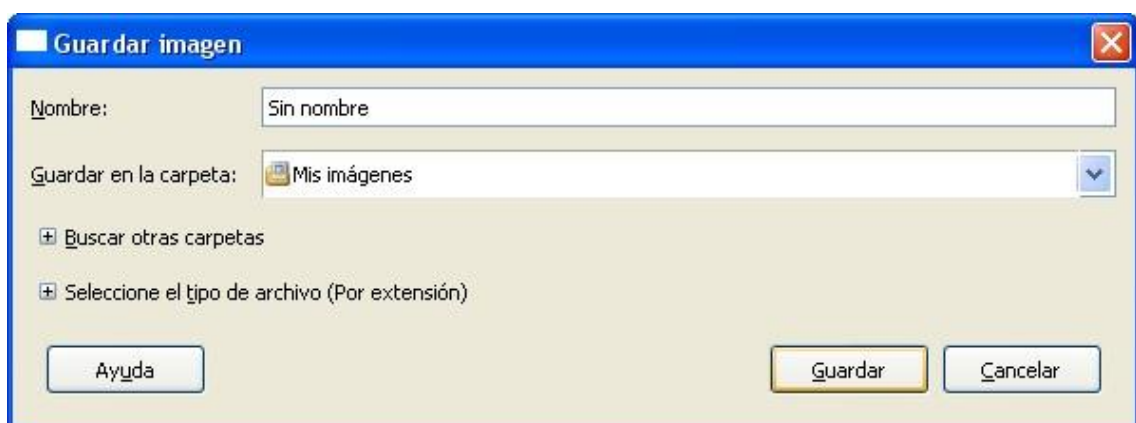 Guardar imagen
Nombre: Sin nombre
Guardar en la carpeta: Mis imágenes
Buscar otras carpetas
Seleccione el tipo de archivo (Por extensión)
Ayuda Guardar Cancelar